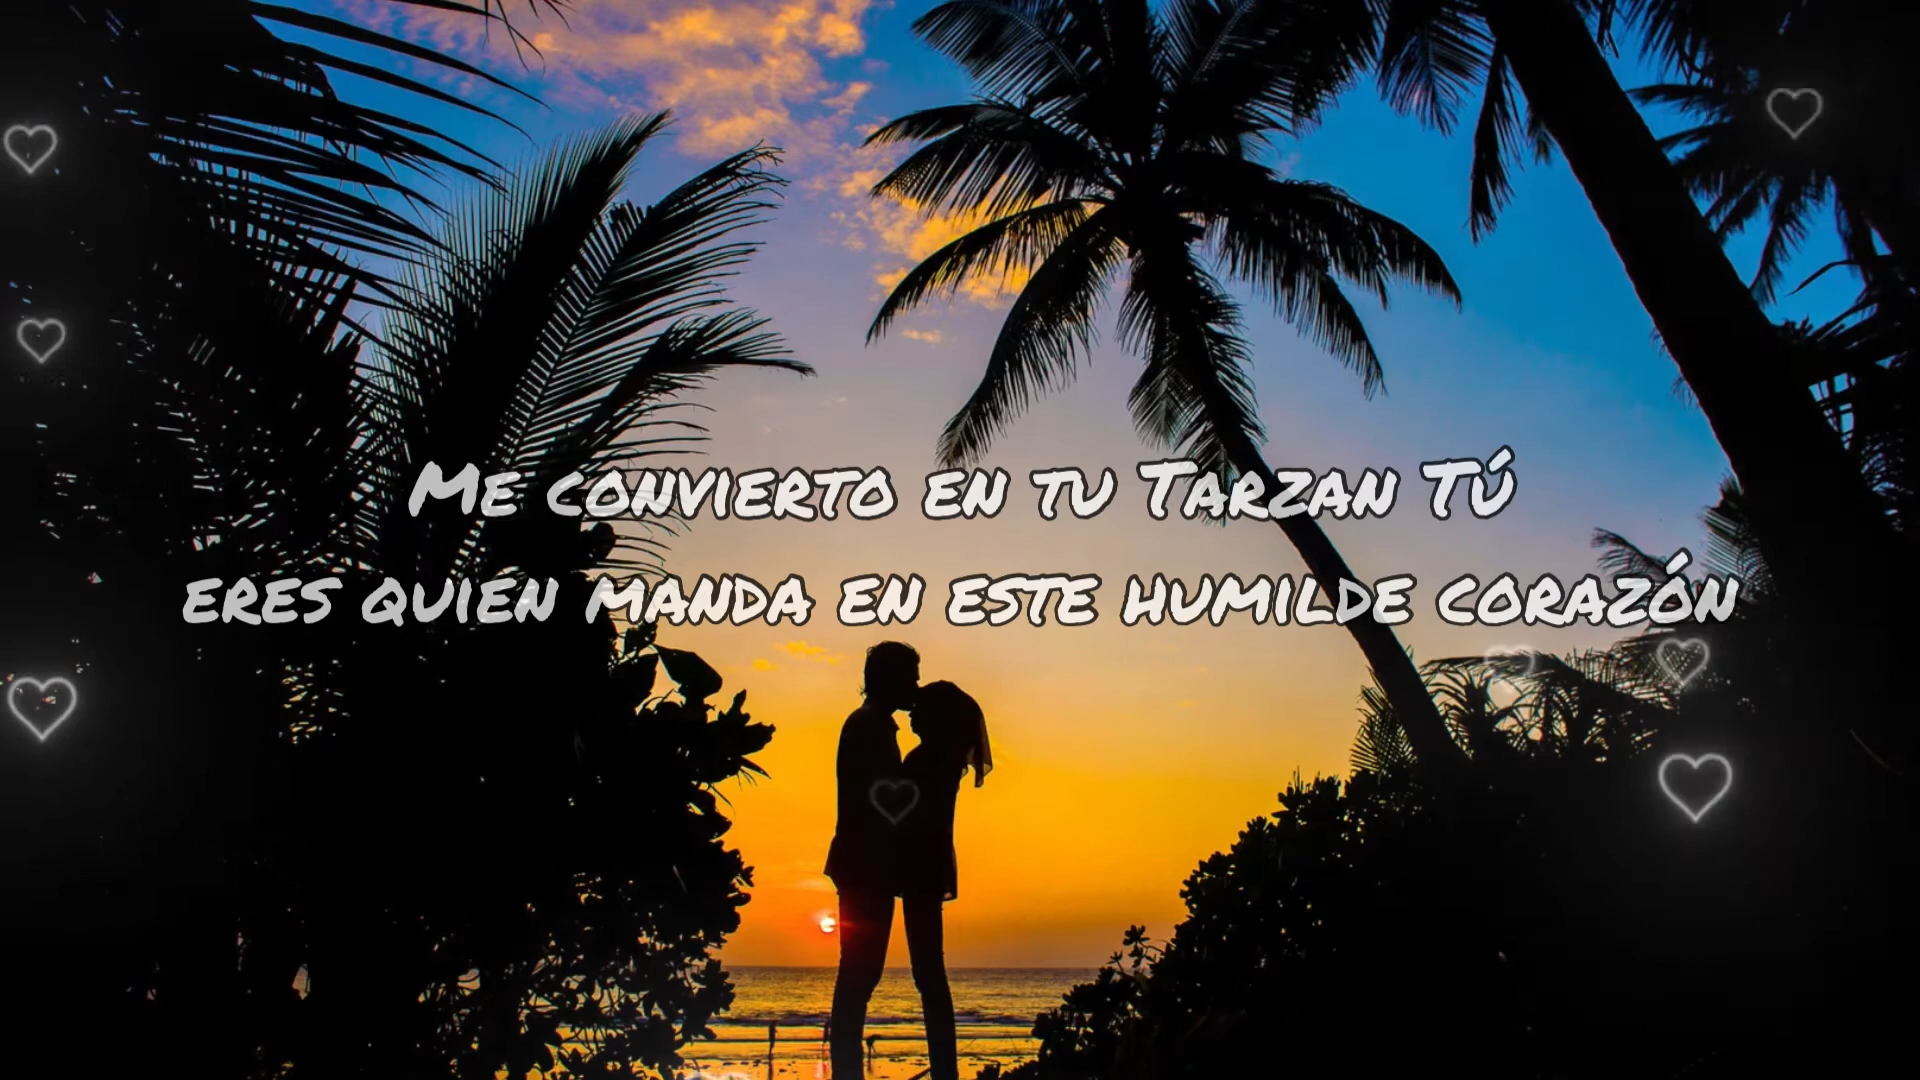 Me convierto en tu Tarzan Tú
eres quien manda en este humilde corazón